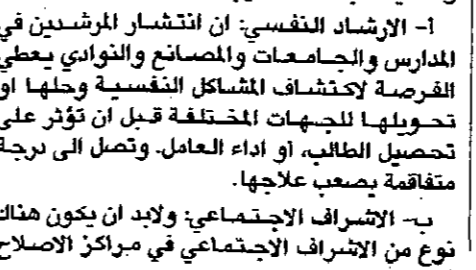 أ- الارشاد النفسي: ان انتشار المرشدين في
المدارس والجامعات والمصانع والنوادي يعطي
الفرصة لاكتشاف المشاكل النفسية وحلها او
تحويلها للجهات المختلفة قبل ان تؤثر على
تحصيل الطالب، او اداء العامل. وتصل الى درجة
متفاقمة يصعب علاجها.
ب- الاشراف الاجتماعي: ولابد ان يكون هناك
نوع من الاشراف الاجتماعي في مراكز الاصلاح